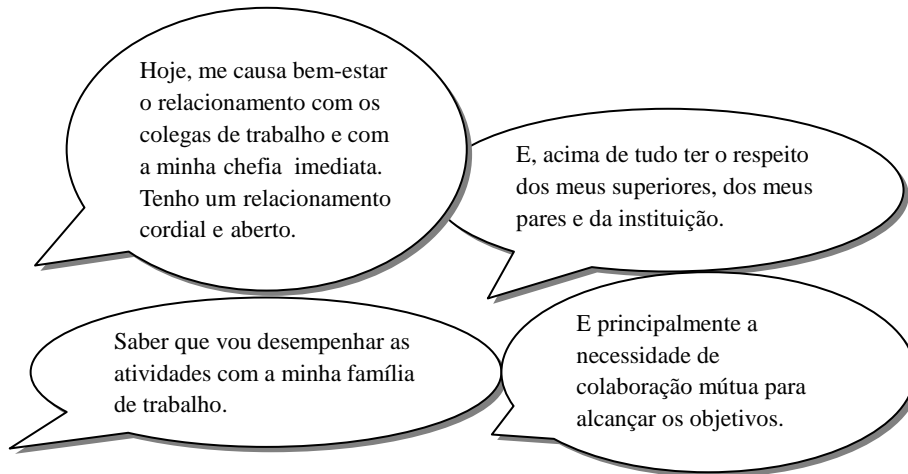 Hoje, me causa bem-estar
o relacionamento com os
colegas de trabalho e com
a minha chefia imediata.
Tenho um relacionamento
cordial e aberto.
E, acima de tudo ter o respeito
dos meus superiores, dos meus
pares e da instituição.
Saber que vou desempenhar as
atividades com a minha família
de trabalho.
E principalmente a
necessidade de
colaboração mútua para
alcançar os objetivos.